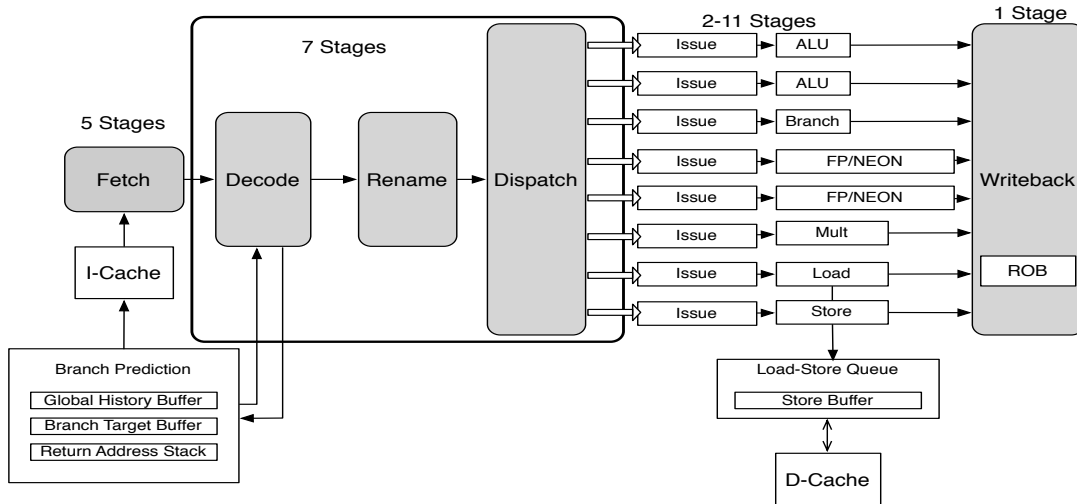 2-11 Stages
1 Stage
7 Stages
5 Stages
Fetch
Decode
Rename
Dispatch
Issue
ALU
Issue
ALU
Issue
Branch
Issue
FP/NEON
Issue
FP/NEON
Issue
Mult
Issue
Load
Issue
Store
Writeback
ROB
I-Cache
Branch Prediction
Global History Buffer
Branch Target Buffer
Return Address Stack
Load-Store Queue
Store Buffer
D-Cache